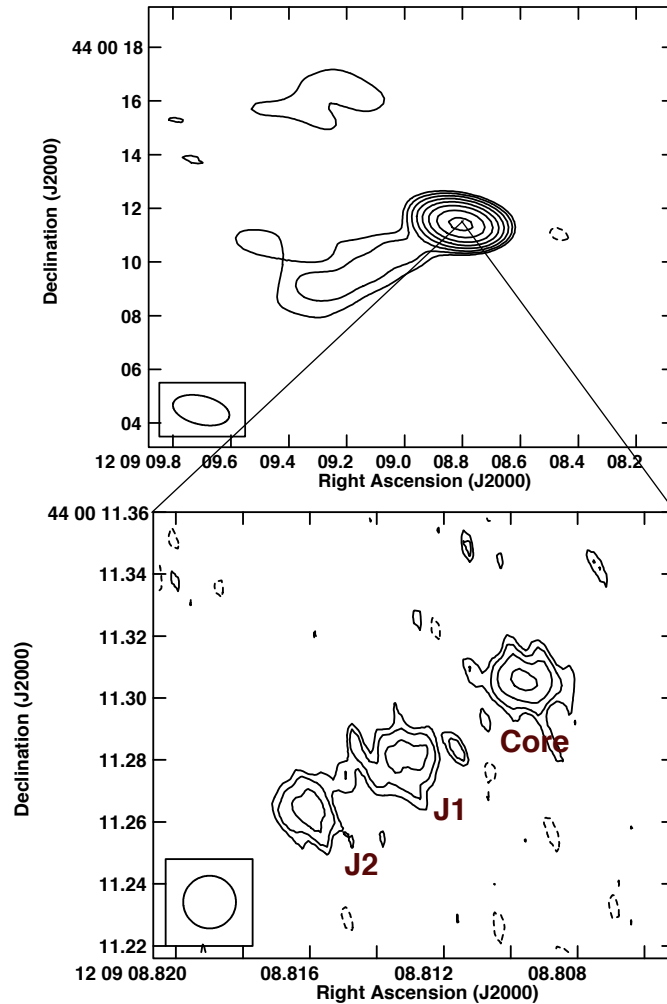 44 00 18
16
14
12
10
08
06
04
Declination (J2000)
12 09 09.8 09.6 09.4 09.2 09.0 08.8 08.6 08.4 08.2
Right Ascension (J2000)
44 00 11.36
11.34
11.32
11.30
11.28
11.26
11.24
11.22
Declination (J2000)
Core
J1
J2
12 09 08.820 08.816 08.812 08.808
Right Ascension (J2000)